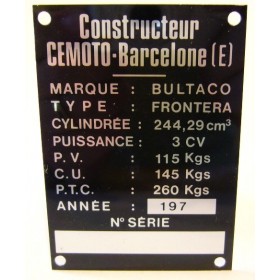 Constructeur
CEMOTO·Barcelone (E)
MARQUE : BULTACO
TYPE : FRONTERA
CYLINDRÉE : 244,29 cm³
PUISSANCE : 3 CV
P.V. : 115 Kgs
C.U. : 145 Kgs
P.T.C. : 260 Kgs
ANNÉE : 197
Nº SÉRIE